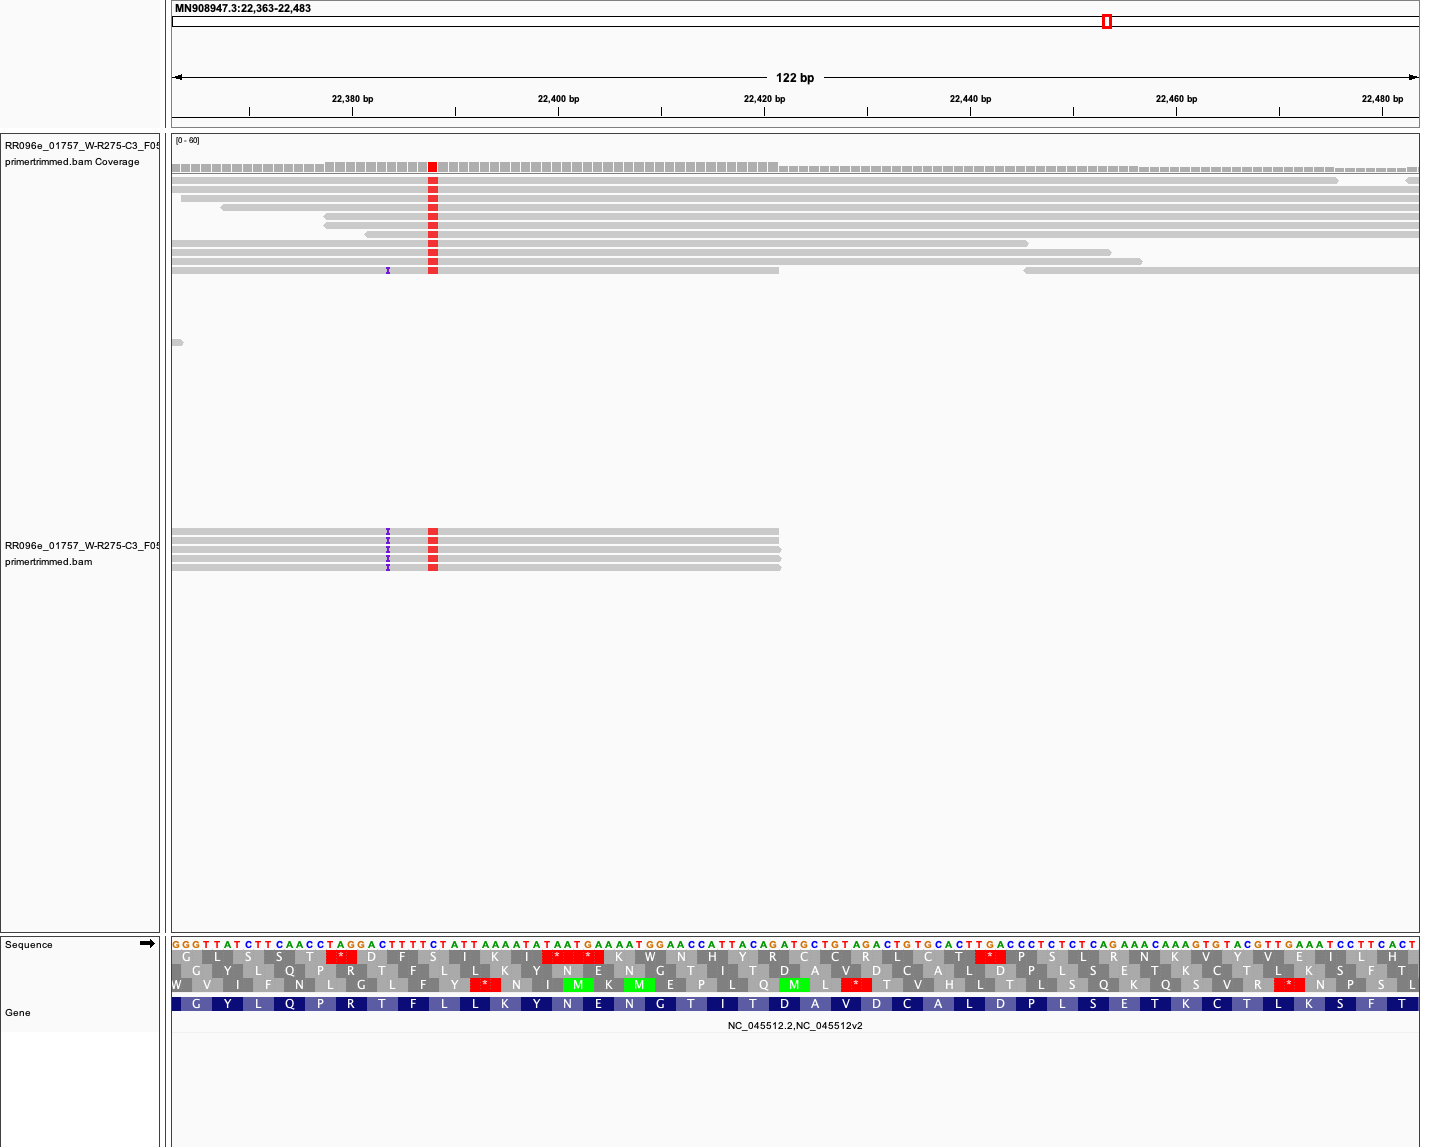 MN908947.3:22,363-22,483
122 bp
22,380 bp 22,400 bp 22,420 bp 22,440 bp 22,460 bp 22,480 bp
RR096e_01757_W-R275-C3_F05
primertrimmed.bam Coverage
[0 - 60]
RR096e_01757_W-R275-C3_F05
primertrimmed.bam
Sequence
GGGTTATCTTCAACCTAGGACTTTTCTATTAAAATATAATGAAAATGGAACCATTACAGATGCTGTAGACTGTGCACTTGACCCTCTCTCAGAAACAAAGTGTACGTTGAAATCCTTCACT
G L S S T * D F S I K I * * K W N H Y R C C R L C T * P S L R N K V Y V E I L H
G Y L Q P R T F L L K Y N E N G T I T D A V D C A L D P L S E T K C T L K S F T
W V I F N L G L F Y * N I M K M E P L Q M L * T V H L T L S Q K Q S V R * N P S L
Gene
G Y L Q P R T F L L K Y N E N G T I T D A V D C A L D P L S E T K C T L K S F T
NC_045512.2,NC_045512v2